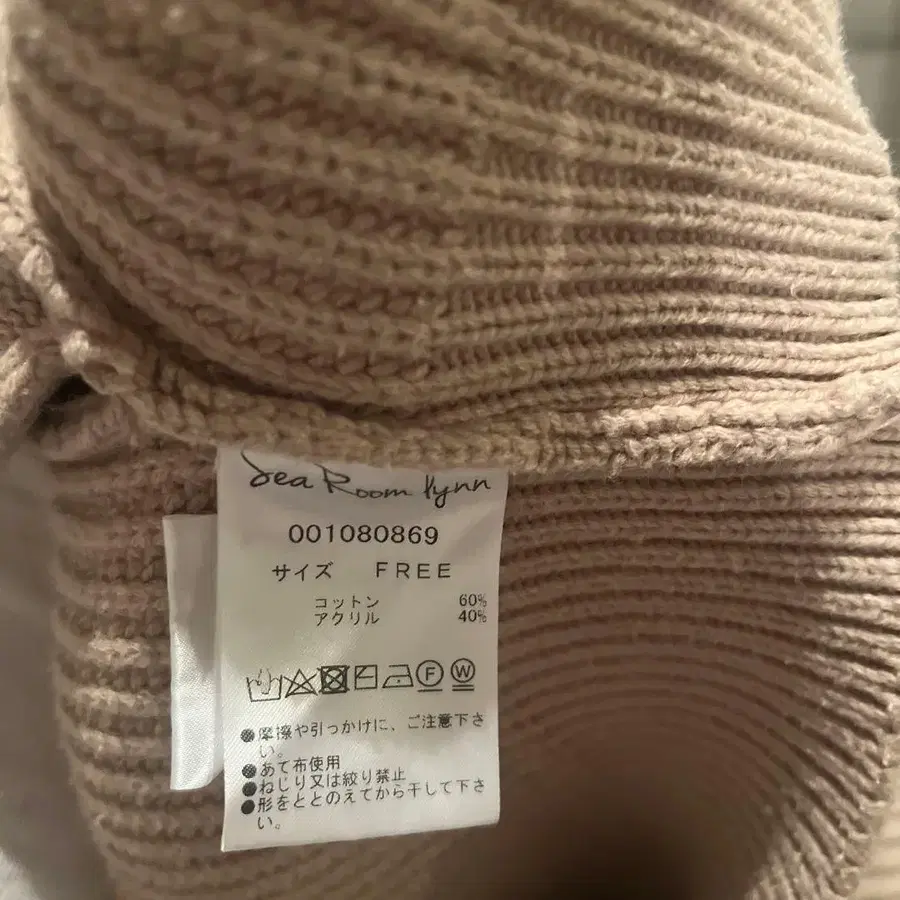 Sea Room lynn
001080869
サイズ FREE
コットン 60%
アクリル 40%
F W
●摩擦や引っかけに、ご注意下さ
い。
●あて布使用
●ねじり又は絞り禁止
●形をととのえてから干して下さ
い。